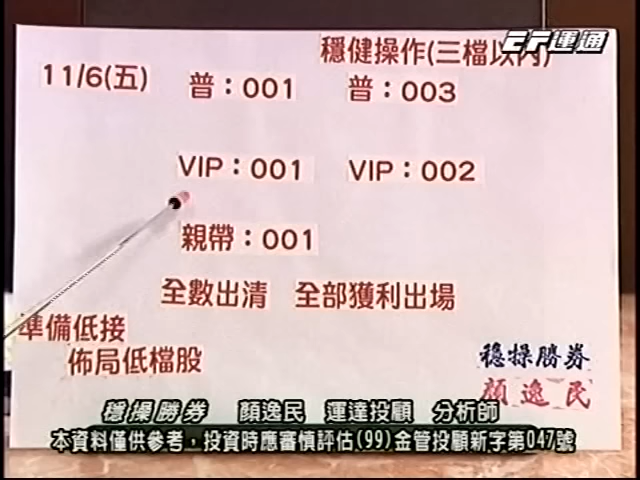 EF運通
穩健操作(三檔以內)
11/6(五) 普：001 普：003
VIP：001 VIP：002
親帶：001
全數出清 全部獲利出場
準備低接
佈局低檔股
穩操勝券
顏逸民
穩操勝券 顏逸民 運達投顧 分析師
本資料僅供參考，投資時應審慎評估(99)金管投顧新字第047號